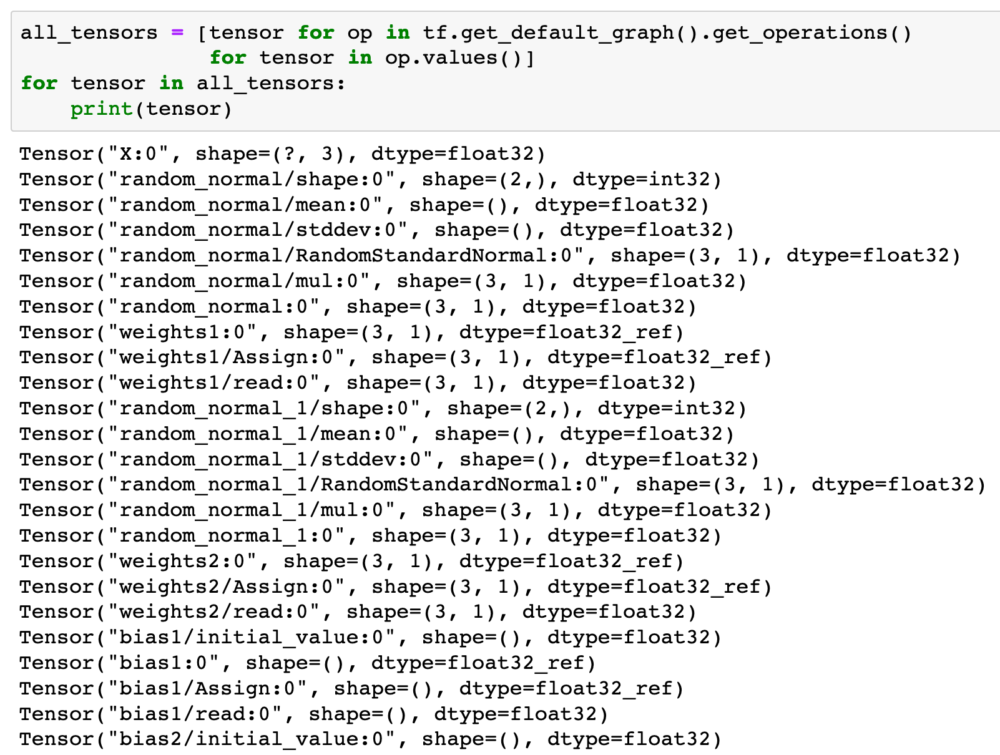 all_tensors = [tensor for op in tf.get_default_graph().get_operations()
               for tensor in op.values()]
for tensor in all_tensors:
    print(tensor)
Tensor("X:0", shape=(?, 3), dtype=float32)
Tensor("random_normal/shape:0", shape=(2,), dtype=int32)
Tensor("random_normal/mean:0", shape=(), dtype=float32)
Tensor("random_normal/stddev:0", shape=(), dtype=float32)
Tensor("random_normal/RandomStandardNormal:0", shape=(3, 1), dtype=float32)
Tensor("random_normal/mul:0", shape=(3, 1), dtype=float32)
Tensor("random_normal:0", shape=(3, 1), dtype=float32)
Tensor("weights1:0", shape=(3, 1), dtype=float32_ref)
Tensor("weights1/Assign:0", shape=(3, 1), dtype=float32_ref)
Tensor("weights1/read:0", shape=(3, 1), dtype=float32)
Tensor("random_normal_1/shape:0", shape=(2,), dtype=int32)
Tensor("random_normal_1/mean:0", shape=(), dtype=float32)
Tensor("random_normal_1/stddev:0", shape=(), dtype=float32)
Tensor("random_normal_1/RandomStandardNormal:0", shape=(3, 1), dtype=float32)
Tensor("random_normal_1/mul:0", shape=(3, 1), dtype=float32)
Tensor("random_normal_1:0", shape=(3, 1), dtype=float32)
Tensor("weights2:0", shape=(3, 1), dtype=float32_ref)
Tensor("weights2/Assign:0", shape=(3, 1), dtype=float32_ref)
Tensor("weights2/read:0", shape=(3, 1), dtype=float32)
Tensor("bias1/initial_value:0", shape=(), dtype=float32)
Tensor("bias1:0", shape=(), dtype=float32_ref)
Tensor("bias1/Assign:0", shape=(), dtype=float32_ref)
Tensor("bias1/read:0", shape=(), dtype=float32)
Tensor("bias2/initial_value:0", shape=(), dtype=float32)